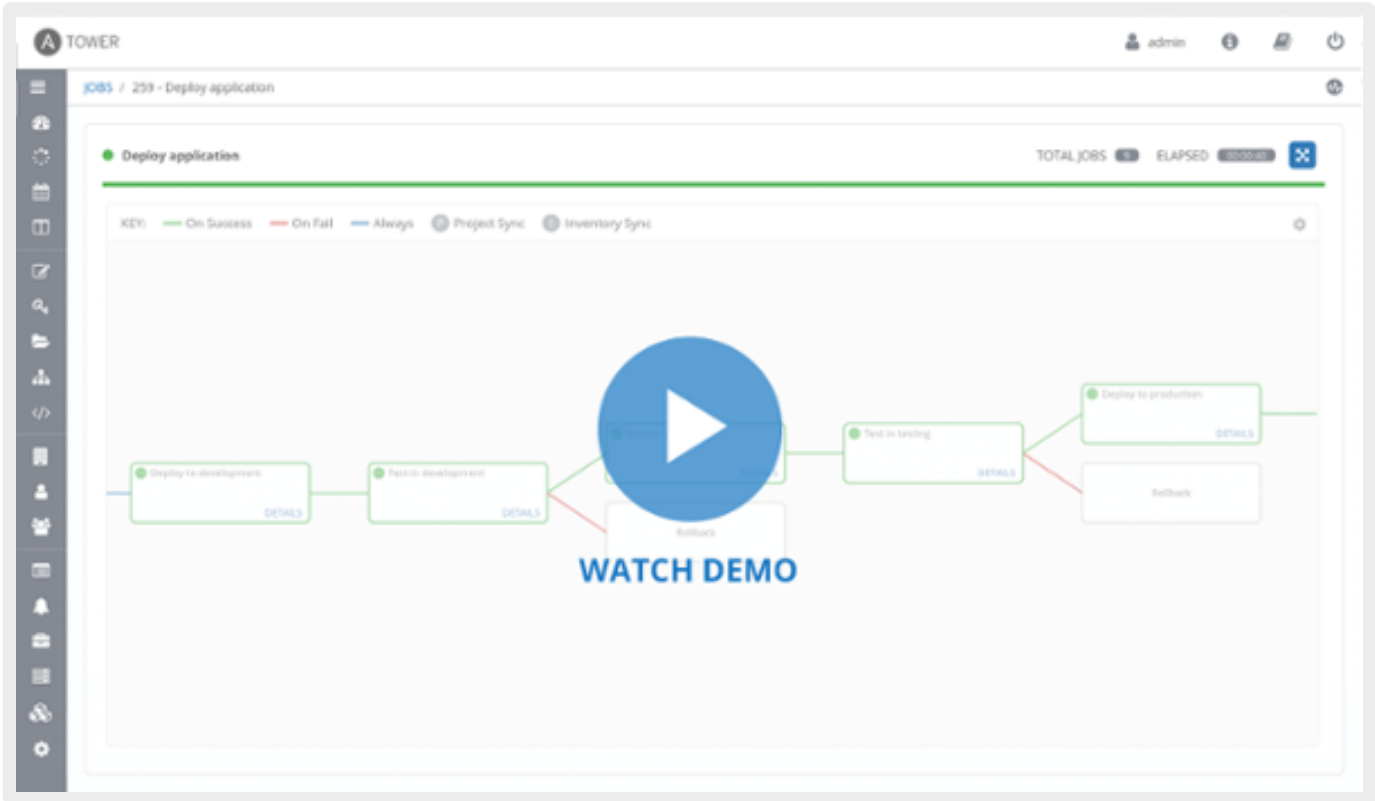 A TOWER admin
JOBS / 259 - Deploy application
Deploy application TOTAL JOBS ELAPSED
KEY: On Success On Fail Always Project Sync Inventory Sync
Deploy to production
DETAILS
Test in testing
DETAILS
Rollback
Deploy to development
DETAILS
Test in development
DETAILS
Rollback
WATCH DEMO